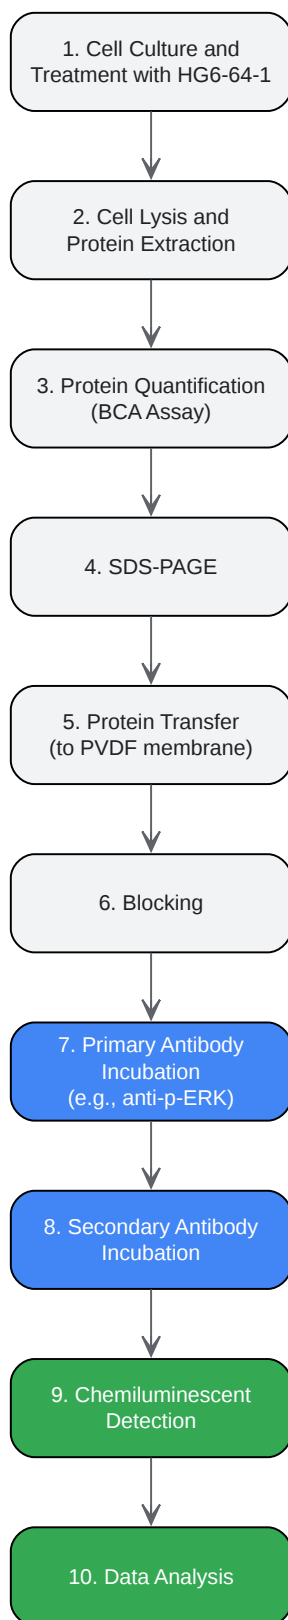 1. Cell Culture and
Treatment with HG6-64-1
2. Cell Lysis and
Protein Extraction
3. Protein Quantification
(BCA Assay)
4. SDS-PAGE
5. Protein Transfer
(to PVDF membrane)
6. Blocking
7. Primary Antibody
Incubation
(e.g., anti-p-ERK)
8. Secondary Antibody
Incubation
9. Chemiluminescent
Detection
10. Data Analysis